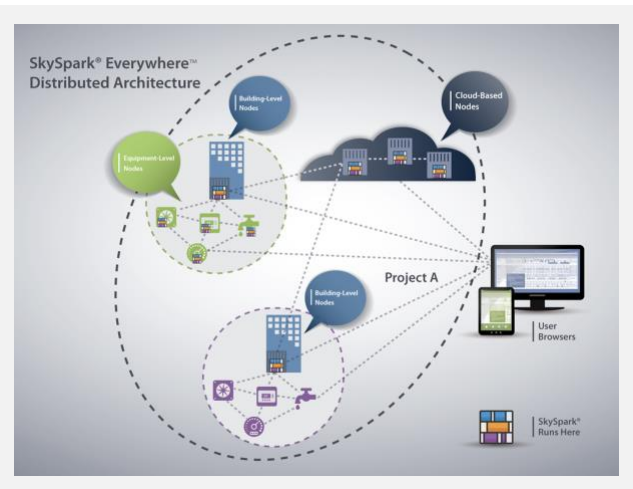 SkySpark® Everywhere™
Distributed Architecture
Building-Level
Nodes
Cloud-Based
Nodes
Equipment-Level
Nodes
Project A
Building-Level
Nodes
User
Browsers
SkySpark®
Runs Here